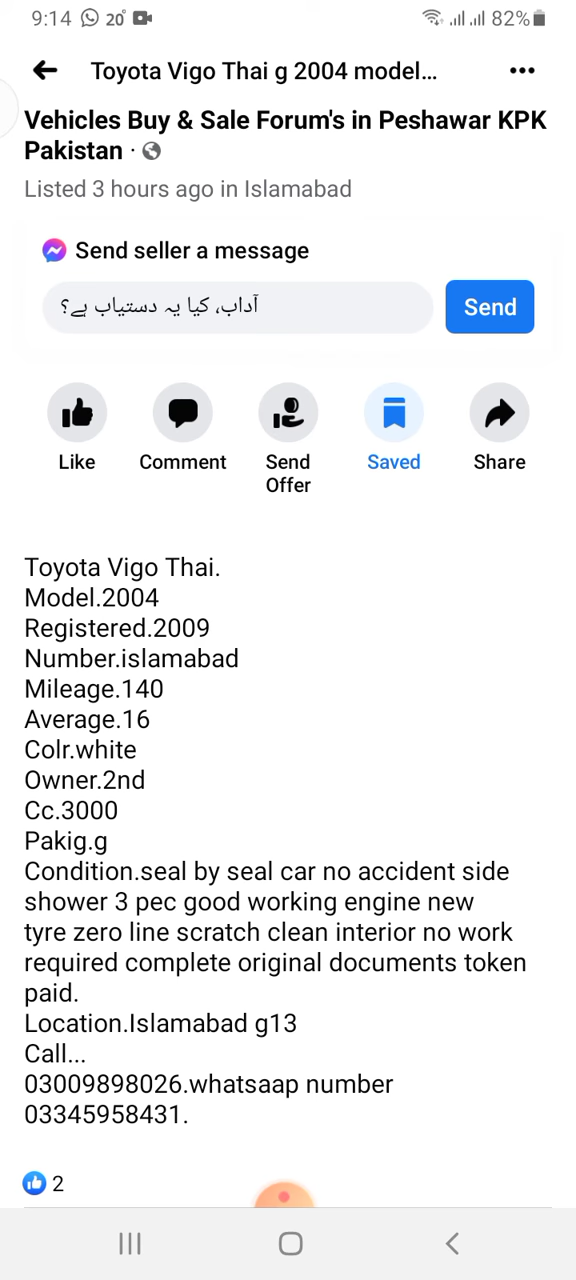 9:14 20° 82%
Toyota Vigo Thai g 2004 model...
Vehicles Buy & Sale Forum's in Peshawar KPK
Pakistan ·
Listed 3 hours ago in Islamabad
Send seller a message
آداب، کیا یہ دستیاب ہے؟
Send
Like Comment Send Offer Saved Share
Toyota Vigo Thai.
Model.2004
Registered.2009
Number.islamabad
Mileage.140
Average.16
Colr.white
Owner.2nd
Cc.3000
Pakig.g
Condition.seal by seal car no accident side
shower 3 pec good working engine new
tyre zero line scratch clean interior no work
required complete original documents token
paid.
Location.Islamabad g13
Call...
03009898026.whatsaap number
03345958431.
2